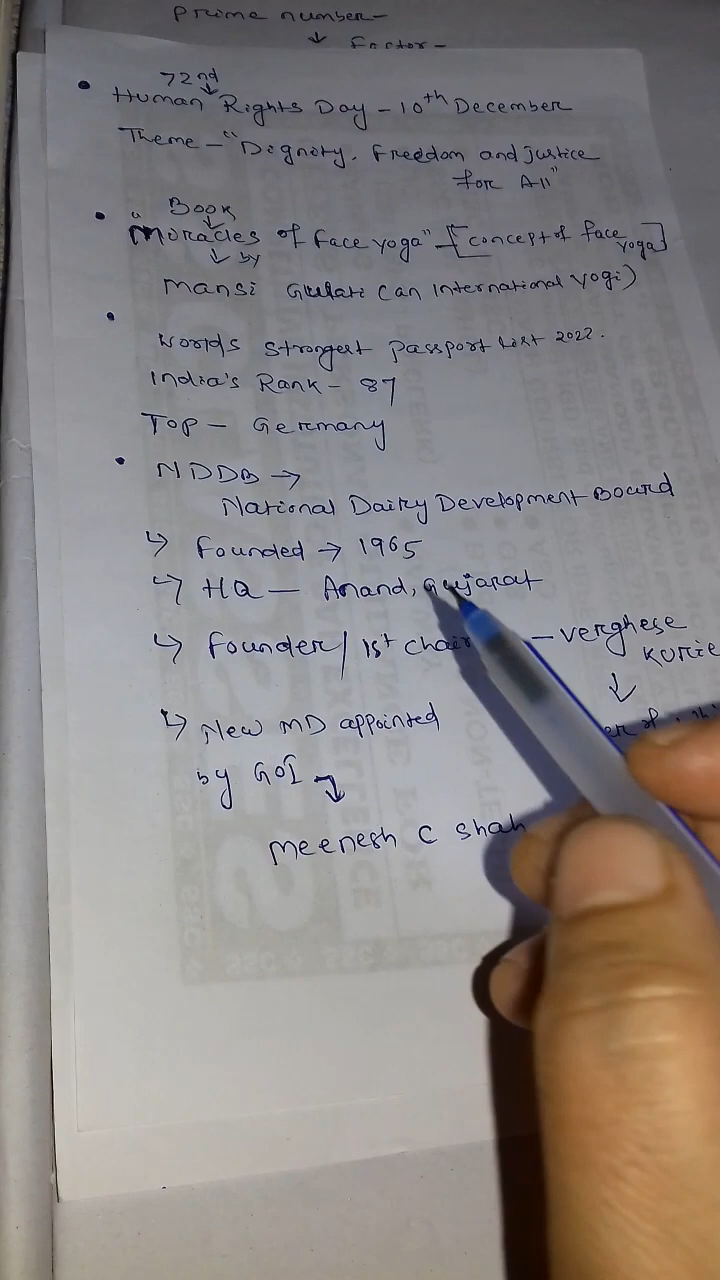 Prime number-
↓ Factor-
72nd
• Human Rights Day - 10th December
Theme - "Dignity, Freedom and justice
for All"
• Book
"Moracles of Face yoga" - [concept of face yoga]
↓ by
Mansi Gulati (an International yogi)
•
World's strongest passport list 2022.
India's Rank - 87
Top - Germany
• NDDB →
National Dairy Development Board
↳ Founded → 1965
↳ HQ - Anand, Gujarat
↳ Founder/ 1st chair - verghese
Kurie
↓
↳ New MD appointed
by GOI ↴
Meenesh C Shah